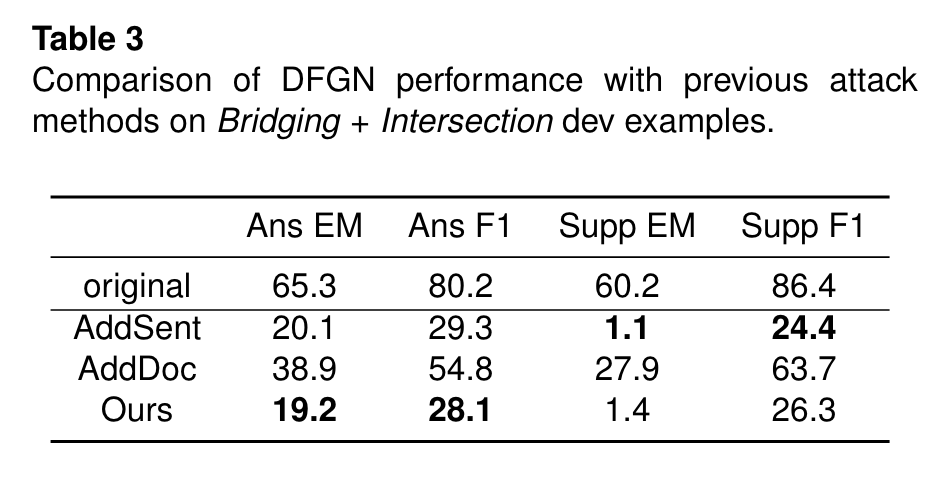 Table 3
Comparison of DFGN performance with previous attack
methods on Bridging + Intersection dev examples.
Ans EM Ans F1 Supp EM Supp F1
original 65.3 80.2 60.2 86.4
AddSent 20.1 29.3 1.1 24.4
AddDoc 38.9 54.8 27.9 63.7
Ours 19.2 28.1 1.4 26.3